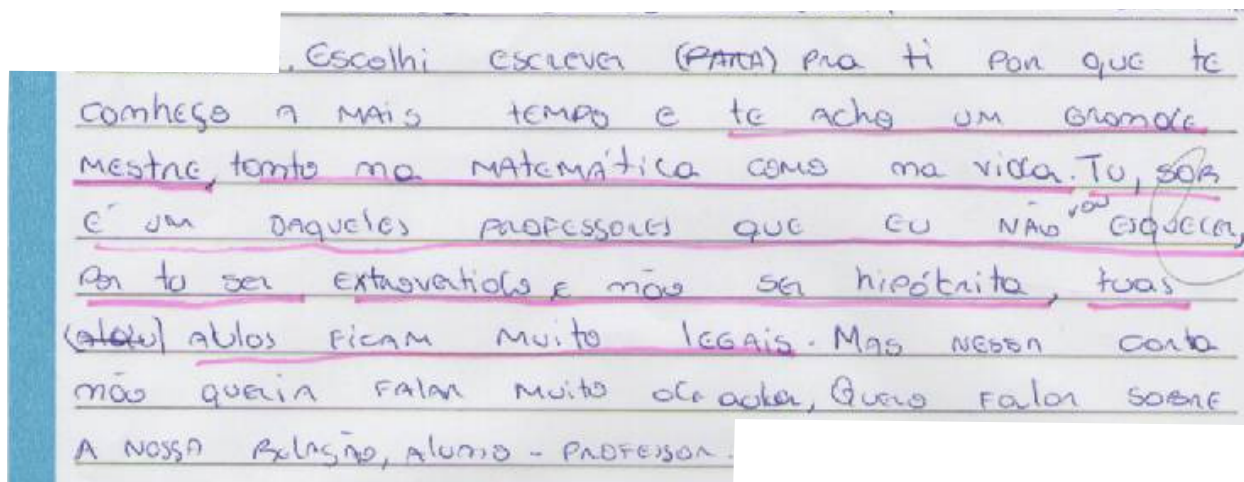 . Escolhi escrever (PARA) pra ti por que te
conheço a mais tempo e te acho um grande
mestre, tanto na matemática como na vida. Tu, sor
é um daqueles professores que eu não vou esquecer,
por tu ser extrovertido e não ser hipócrita, tuas
aulas ficam muito legais. Mas nessa carta
não queria falar muito de aula, Quero falar sobre
a nossa Relação, aluno - professor.